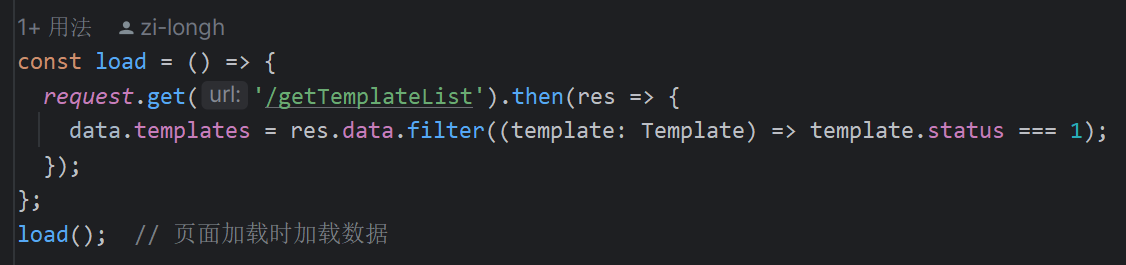 1+ 用法 zi-longh
const load = () => {
request.get( url: '/getTemplateList').then(res => {
data.templates = res.data.filter((template: Template) => template.status === 1);
});
};
load();  // 页面加载时加载数据